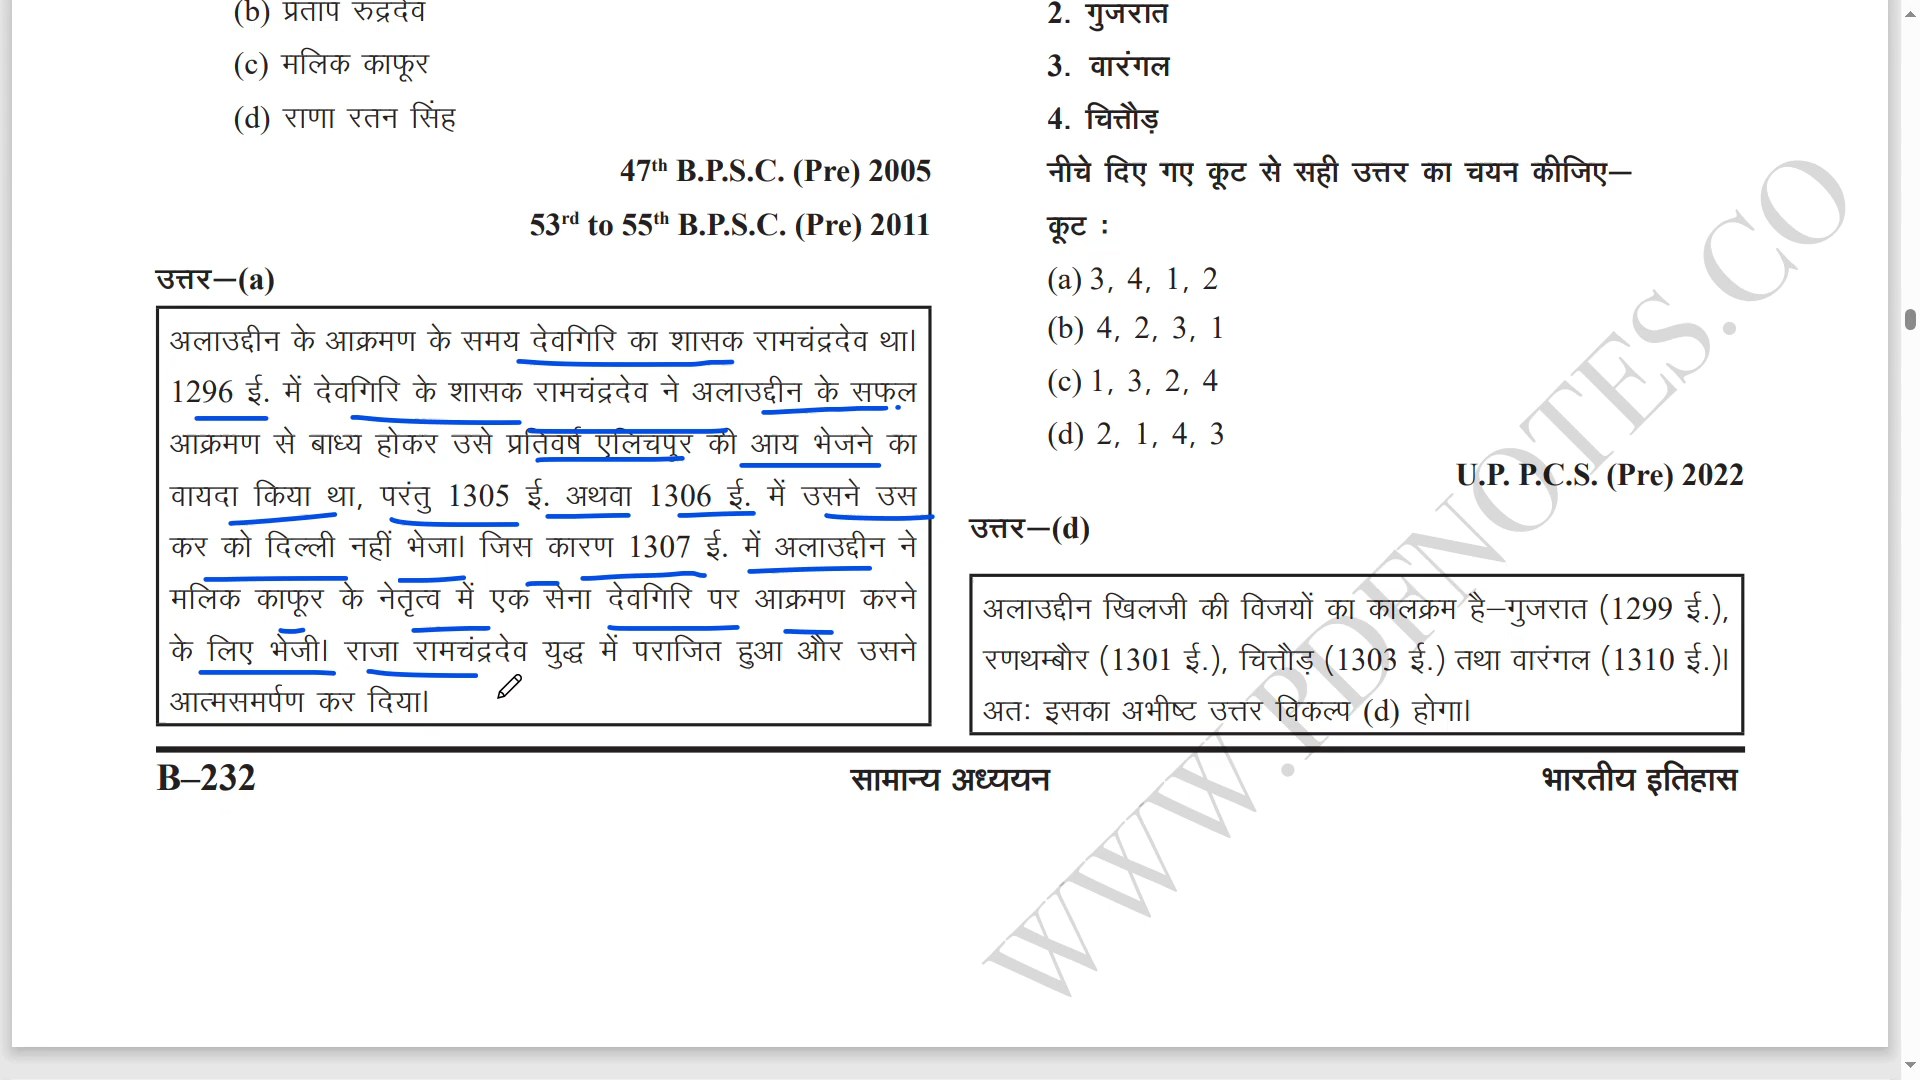 (b) प्रताप रुद्रदेव
(c) मलिक काफूर
(d) राणा रतन सिंह
47th B.P.S.C. (Pre) 2005
53rd to 55th B.P.S.C. (Pre) 2011
उत्तर—(a)
अलाउद्दीन के आक्रमण के समय देवगिरि का शासक रामचंद्रदेव था।
1296 ई. में देवगिरि के शासक रामचंद्रदेव ने अलाउद्दीन के सफल
आक्रमण से बाध्य होकर उसे प्रतिवर्ष एलिचपुर की आय भेजने का
वायदा किया था, परंतु 1305 ई. अथवा 1306 ई. में उसने उस
कर को दिल्ली नहीं भेजा। जिस कारण 1307 ई. में अलाउद्दीन ने
मलिक काफूर के नेतृत्व में एक सेना देवगिरि पर आक्रमण करने
के लिए भेजी। राजा रामचंद्रदेव युद्ध में पराजित हुआ और उसने
आत्मसमर्पण कर दिया।
2. गुजरात
3. वारंगल
4. चित्तौड़
नीचे दिए गए कूट से सही उत्तर का चयन कीजिए—
कूट :
(a) 3, 4, 1, 2
(b) 4, 2, 3, 1
(c) 1, 3, 2, 4
(d) 2, 1, 4, 3
U.P. P.C.S. (Pre) 2022
उत्तर—(d)
अलाउद्दीन खिलजी की विजयों का कालक्रम है—गुजरात (1299 ई.),
रणथम्बौर (1301 ई.), चित्तौड़ (1303 ई.) तथा वारंगल (1310 ई.)।
अतः इसका अभीष्ट उत्तर विकल्प (d) होगा।
B–232 सामान्य अध्ययन भारतीय इतिहास
WWW.PDFNOTES.CO